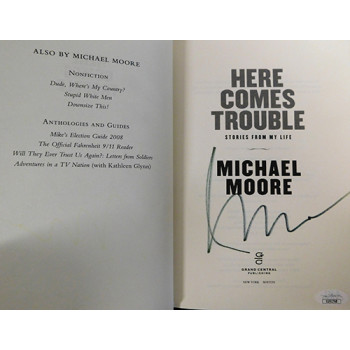 ALSO BY MICHAEL MOORE
NONFICTION
Dude, Where's My Country?
Stupid White Men
Downsize This!
ANTHOLOGIES AND GUIDES
Mike's Election Guide 2008
The Official Fahrenheit 9/11 Reader
Will They Ever Trust Us Again?: Letters from Soldiers
Adventures in a TV Nation (with Kathleen Glynn)
HERE
COMES
TROUBLE
STORIES FROM MY LIFE
MICHAEL
MOORE
GRAND CENTRAL
PUBLISHING
NEW YORK BOSTON